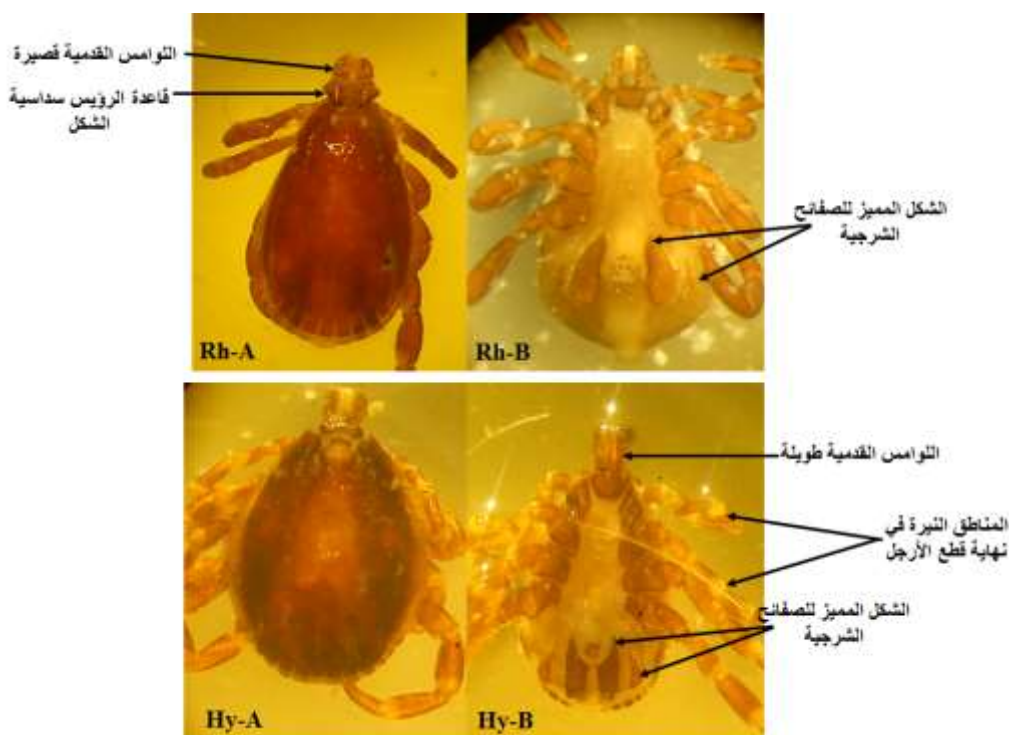 اللوامس القدمية قصيرة
قاعدة الرؤيس سداسية
الشكل
الشكل المميز للصفائح
الشرجية
Rh-A
Rh-B
اللوامس القدمية طويلة
المناطق النيرة في
نهاية قطع الأرجل
الشكل المميز للصفائح
الشرجية
Hy-A
Hy-B